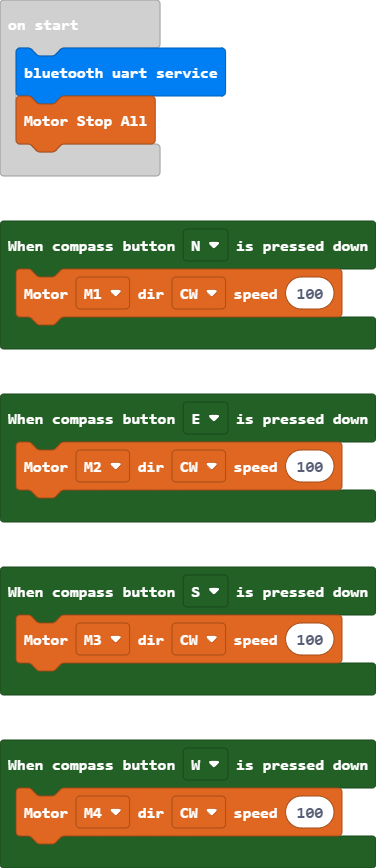 on start
bluetooth uart service
Motor Stop All
When compass button N is pressed down
Motor M1 dir CW speed 100
When compass button E is pressed down
Motor M2 dir CW speed 100
When compass button S is pressed down
Motor M3 dir CW speed 100
When compass button W is pressed down
Motor M4 dir CW speed 100